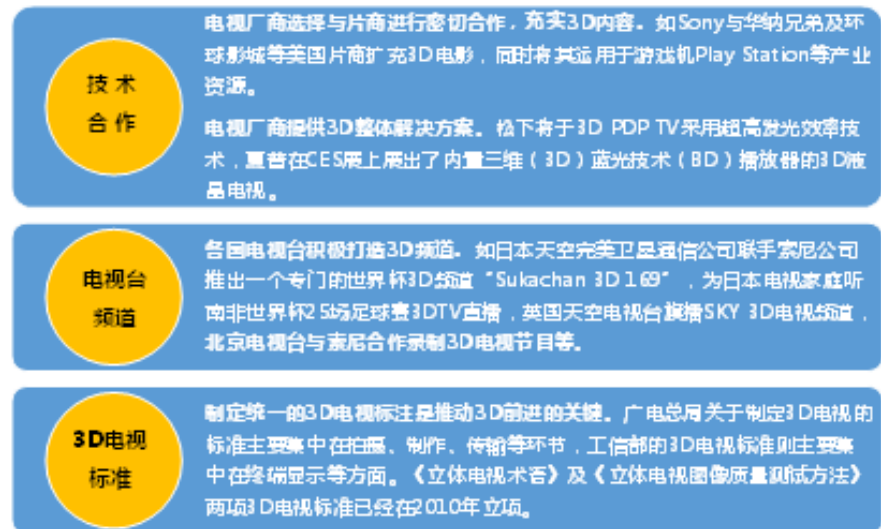 技术
合作
电视厂商选择与片商进行密切合作，充实3D内容。如Sony与华纳兄弟及环
球影城等美国片商扩充3D电影，同时将其运用于游戏机Play Station等产业
资源。
电视厂商提供3D整体解决方案。松下将于3D PDP TV采用超高发光效率技
术，夏普在CES展上展出了内置三维（3D）蓝光技术（BD）播放器的3D液
晶电视。
电视台
频道
各国电视台积极打造3D频道。如日本天空完美卫星通信公司联手索尼公司
推出一个专门的世界杯3D频道“Sukachan 3D 169”，为日本电视家庭听
南非世界杯25场足球赛3DTV直播，英国天空电视台旗播SKY 3D电视频道，
北京电视台与索尼合作录制3D电视节目等。
3D电视
标准
制定统一的3D电视标注是推动3D前进的关键。广电总局关于制定3D电视的
标准主要集中在拍摄、制作、传输等环节，工信部的3D电视标准则主要集
中在终端显示等方面。《立体电视术语》及《立体电视图像质量测试方法》
两项3D电视标准已经在2010年立项。